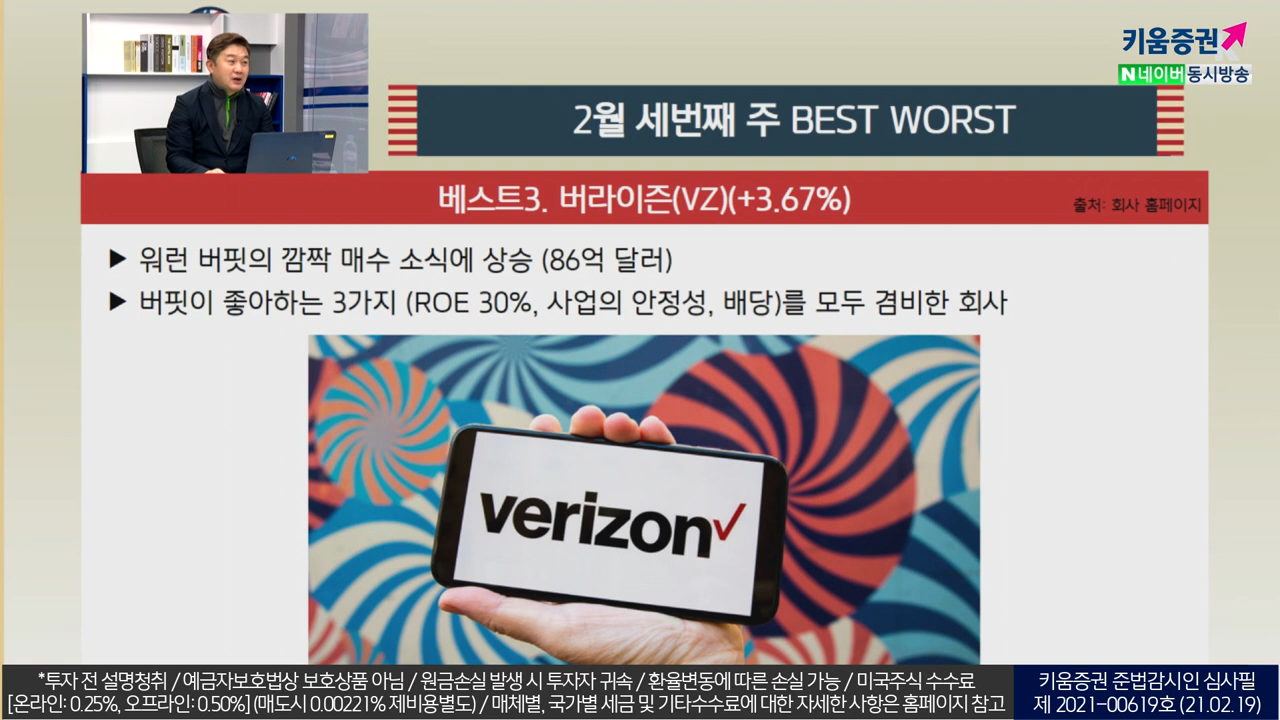 키움증권
N 네이버 동시방송
2월 세번째 주 BEST WORST
베스트3. 버라이즌(VZ)(+3.67%)
출처: 회사 홈페이지
▶ 워런 버핏의 깜짝 매수 소식에 상승 (86억 달러)
▶ 버핏이 좋아하는 3가지 (ROE 30%, 사업의 안정성, 배당)를 모두 겸비한 회사
verizon✓
*투자 전 설명청취 / 예금자보호법상 보호상품 아님 / 원금손실 발생 시 투자자 귀속 / 환율변동에 따른 손실 가능 / 미국주식 수수료
[온라인: 0.25%, 오프라인: 0.50%] (매도시 0.00221% 제비용별도) / 매체별, 국가별 세금 및 기타수수료에 대한 자세한 사항은 홈페이지 참고
키움증권 준법감시인 심사필
제 2021-00619호 (21.02.19)